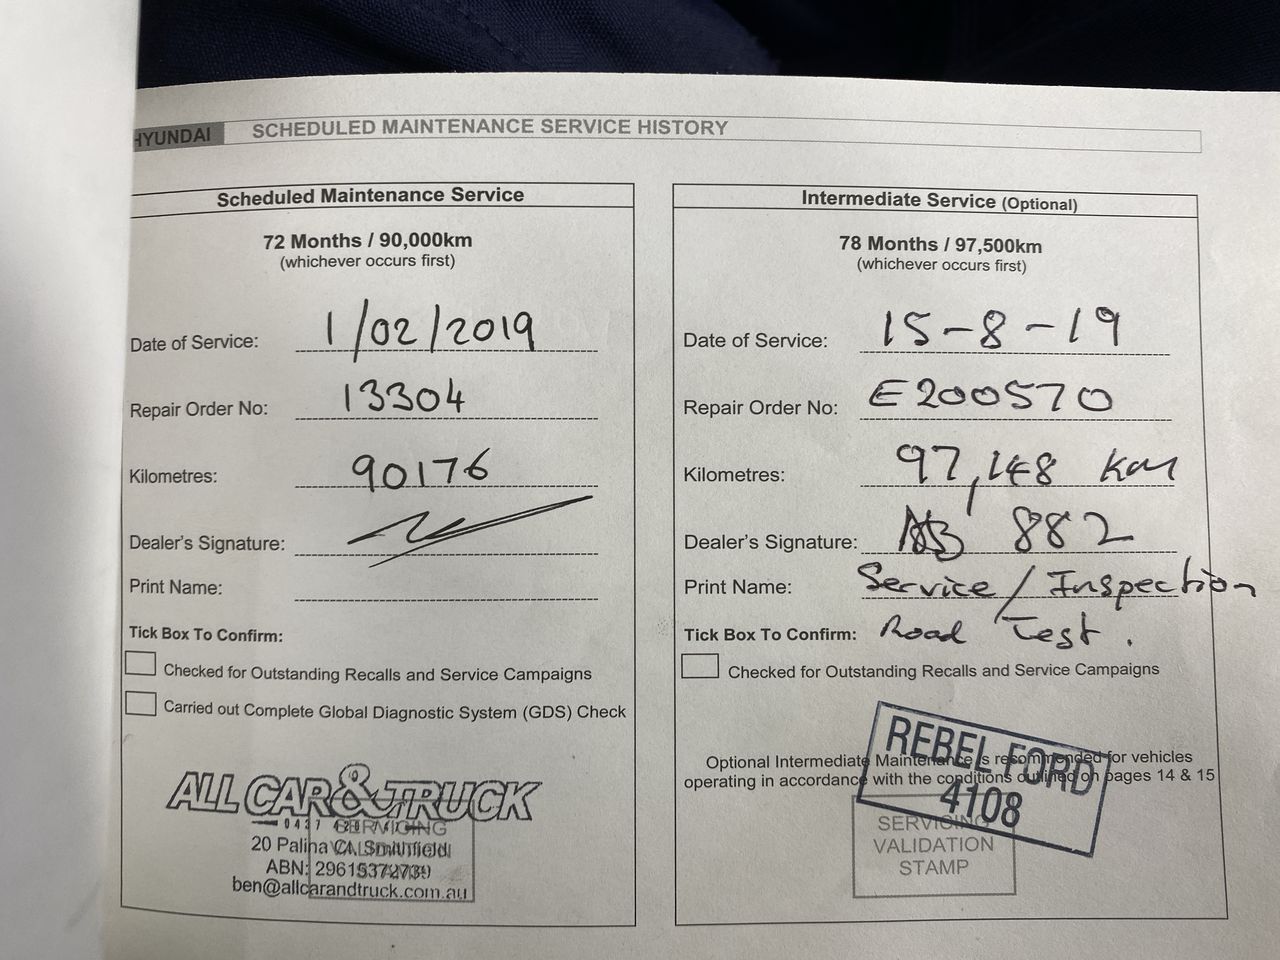 HYUNDAI SCHEDULED MAINTENANCE SERVICE HISTORY
Scheduled Maintenance Service
72 Months / 90,000km
(whichever occurs first)
Date of Service: 1/02/2019
Repair Order No: 13304
Kilometres: 90176
Dealer's Signature:
Print Name:
Tick Box To Confirm:
Checked for Outstanding Recalls and Service Campaigns
Carried out Complete Global Diagnostic System (GDS) Check
ALL CAR & TRUCK
SERVICING
20 Palina Ct. Smithfield
ABN: 29615372739
ben@allcarandtruck.com.au
Intermediate Service (Optional)
78 Months / 97,500km
(whichever occurs first)
Date of Service: 15-8-19
Repair Order No: E200570
Kilometres: 97,148 km
Dealer's Signature: 882
Print Name: Service / Inspection
Tick Box To Confirm: Road Test.
Checked for Outstanding Recalls and Service Campaigns
Optional Intermediate Maintenance is recommended for vehicles
operating in accordance with the conditions outlined on pages 14 & 15
REBEL FORD
4108
SERVICING
VALIDATION
STAMP